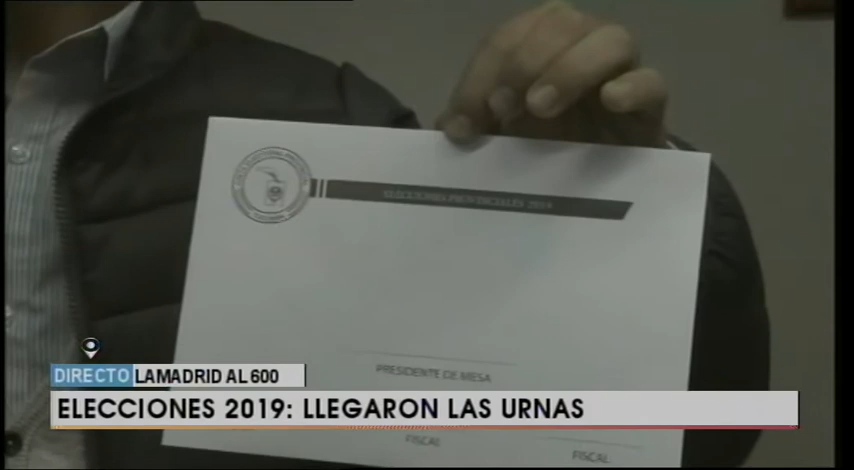 ELECCIONES PROVINCIALES 2019
PRESIDENTE DE MESA
DIRECTO LAMADRID AL 600
ELECCIONES 2019: LLEGARON LAS URNAS
FISCAL
FISCAL